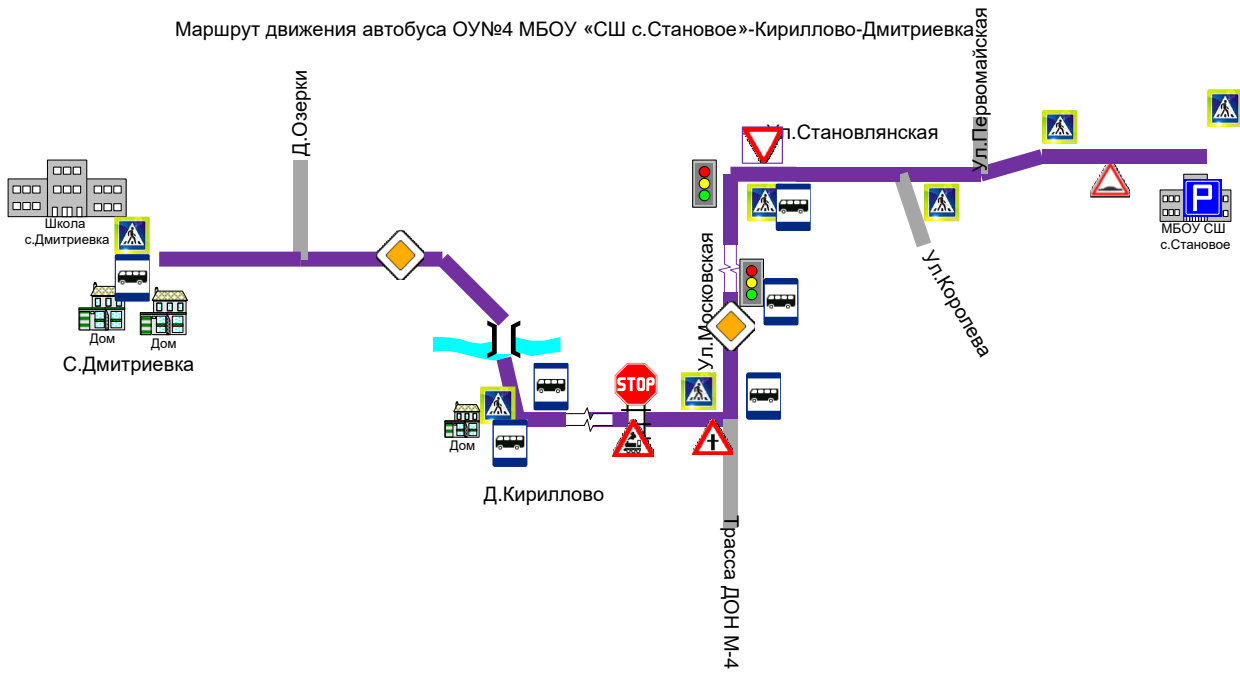 Маршрут движения автобуса ОУ№4 МБОУ «СШ с.Становое»-Кириллово-Дмитриевка
Ул.Первомайская
Д.Озерки
Ул.Становлянская
Школа
с.Дмитриевка
P
МБОУ СШ
с.Становое
Ул.Московская
Ул.Королева
Дом
Дом
С.Дмитриевка
STOP
Дом
Д.Кириллово
Трасса ДОН М-4